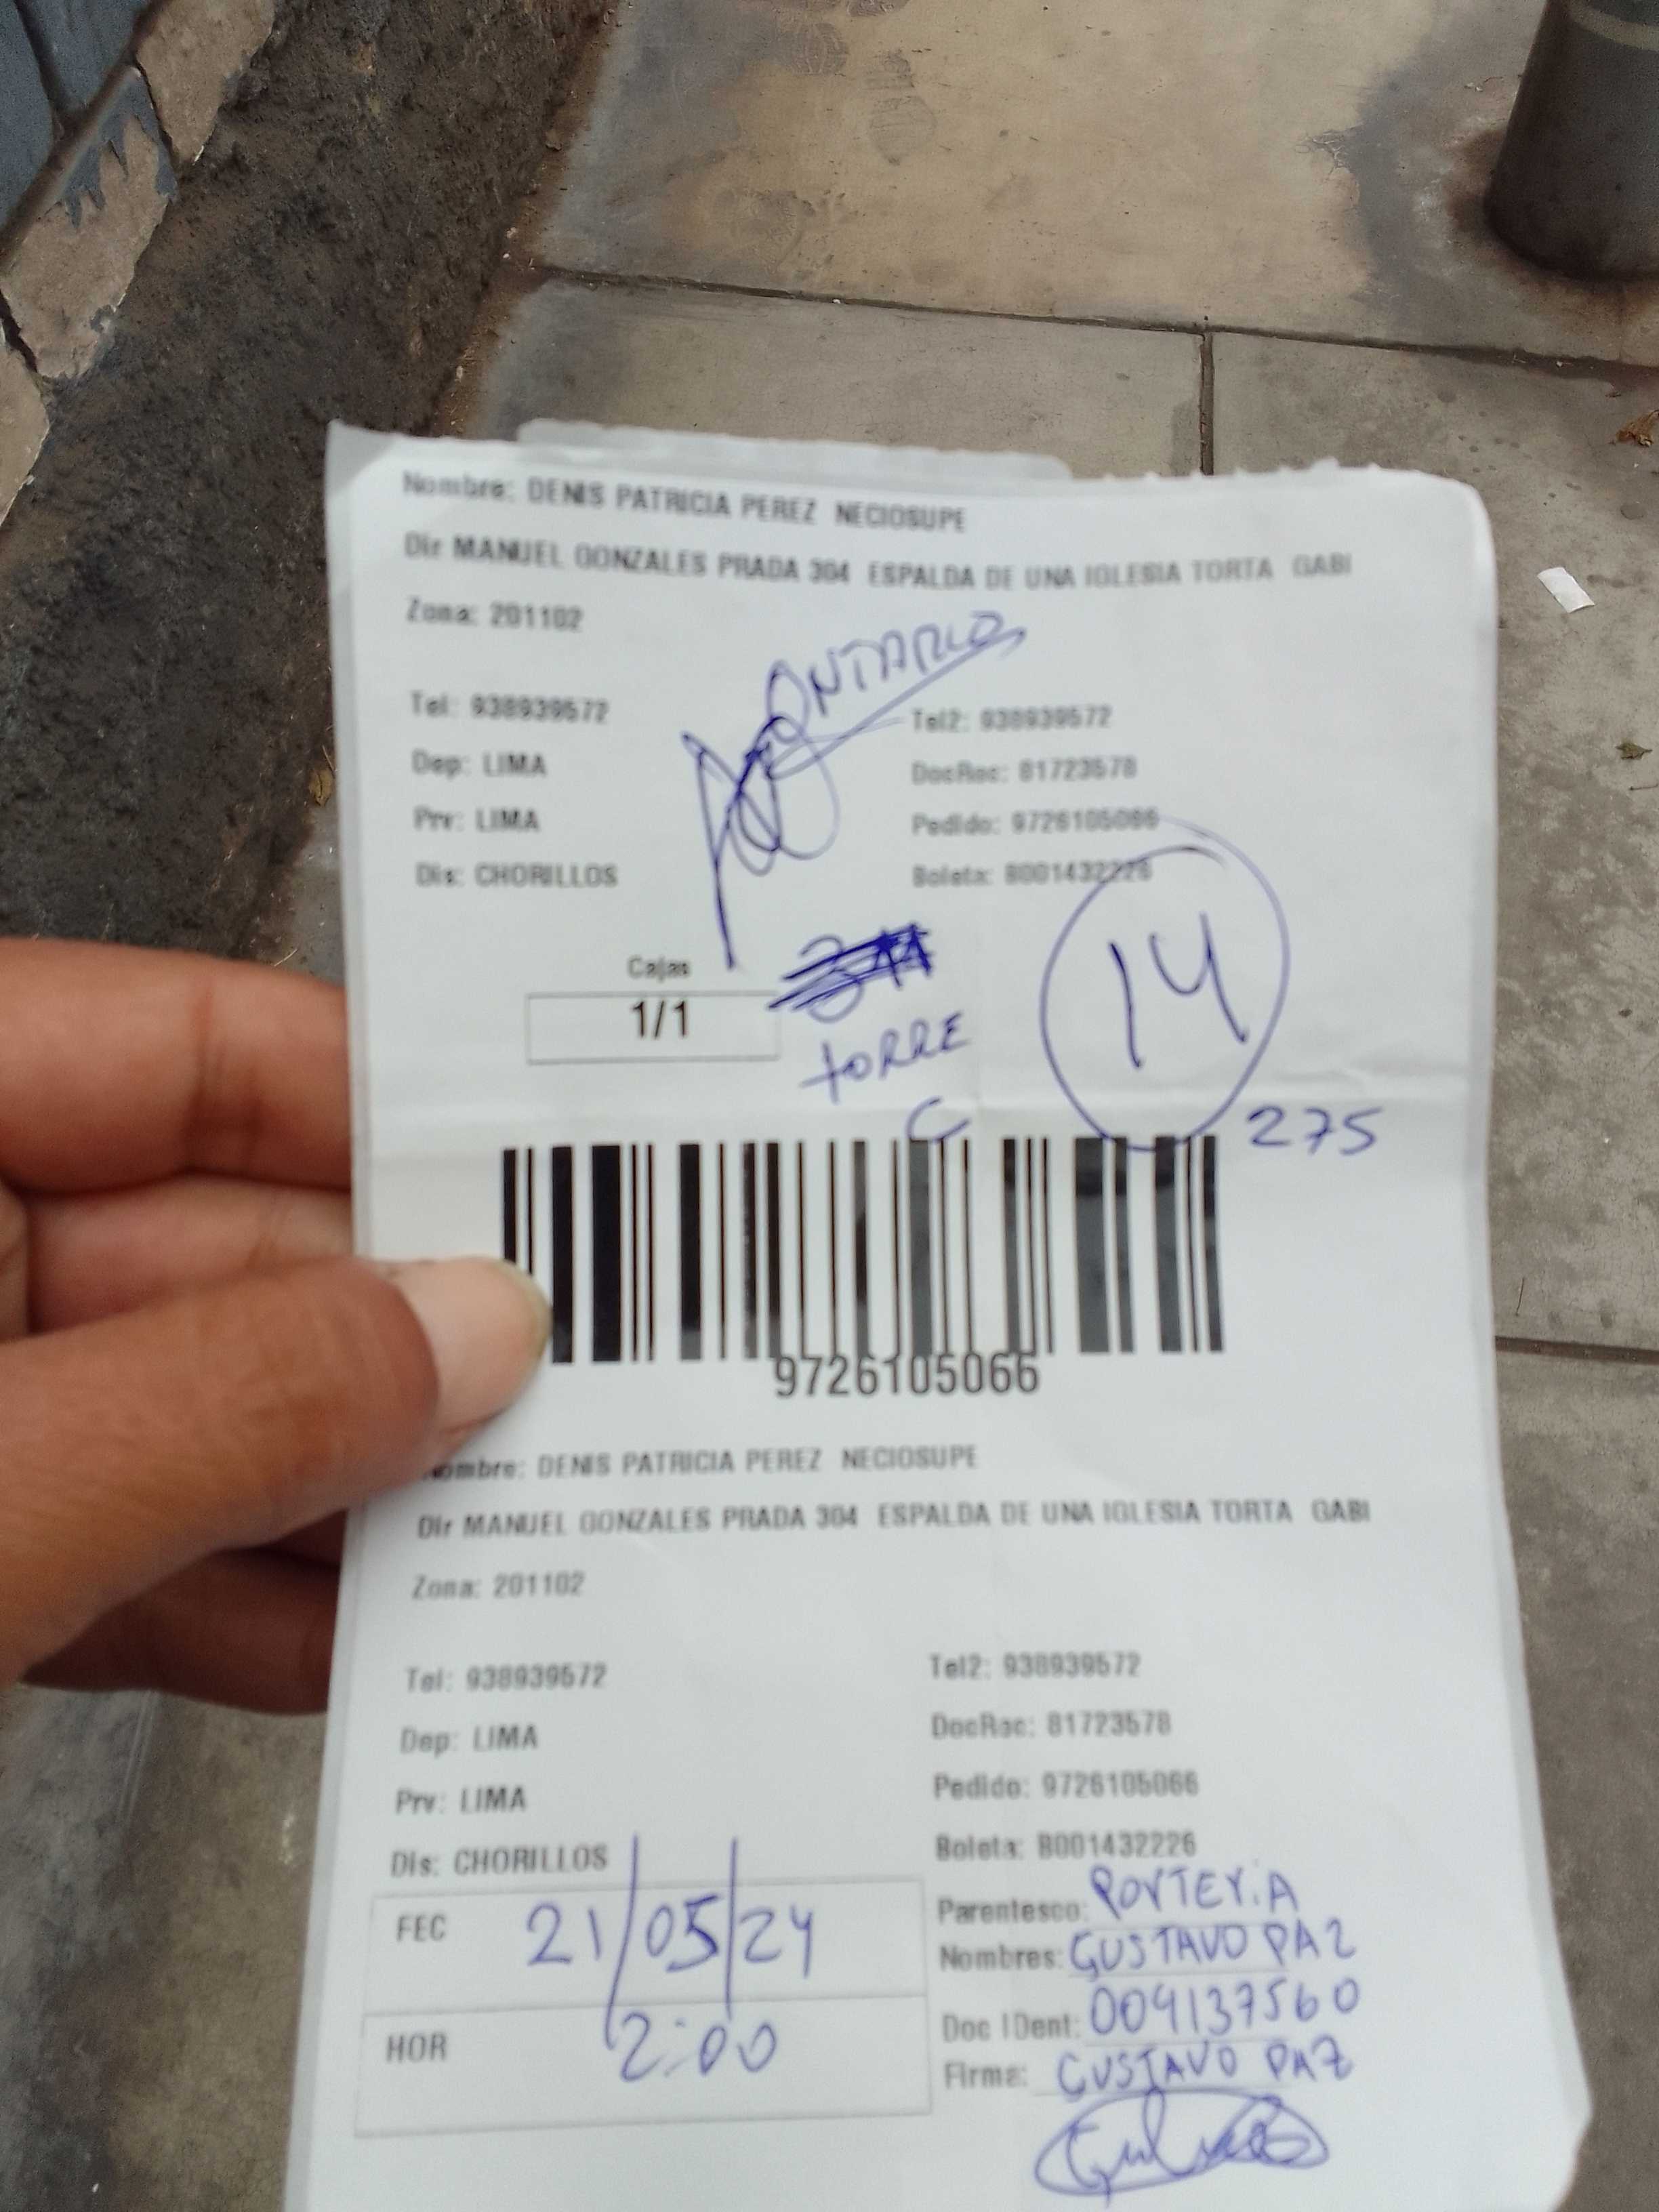 Nombre: DENIS PATRICIA PEREZ NECIOSUPE
Dir MANUEL GONZALES PRADA 304 ESPALDA DE UNA IGLESIA TORTA GABI
Zona: 201102
ONTARIO
Tel: 938939572 Tel2: 938939572
Dep: LIMA DocRec: 81723578
Prv: LIMA Pedido: 9726105066
Dis: CHORILLOS Boleta: B001432226
Cajas
1/1
14
TORRE
C
275
9726105066
Nombre: DENIS PATRICIA PEREZ NECIOSUPE
Dir MANUEL GONZALES PRADA 304 ESPALDA DE UNA IGLESIA TORTA GABI
Zona: 201102
Tel: 938939572 Tel2: 938939572
Dep: LIMA DocRec: 81723578
Prv: LIMA Pedido: 9726105066
Dis: CHORILLOS Boleta: B001432226
FEC 21/05/24 Parentesco: PORTERIA
Nombres: GUSTAVO PAZ
HOR 12:00 Doc IDent: 004137560
Firma: GUSTAVO PAZ